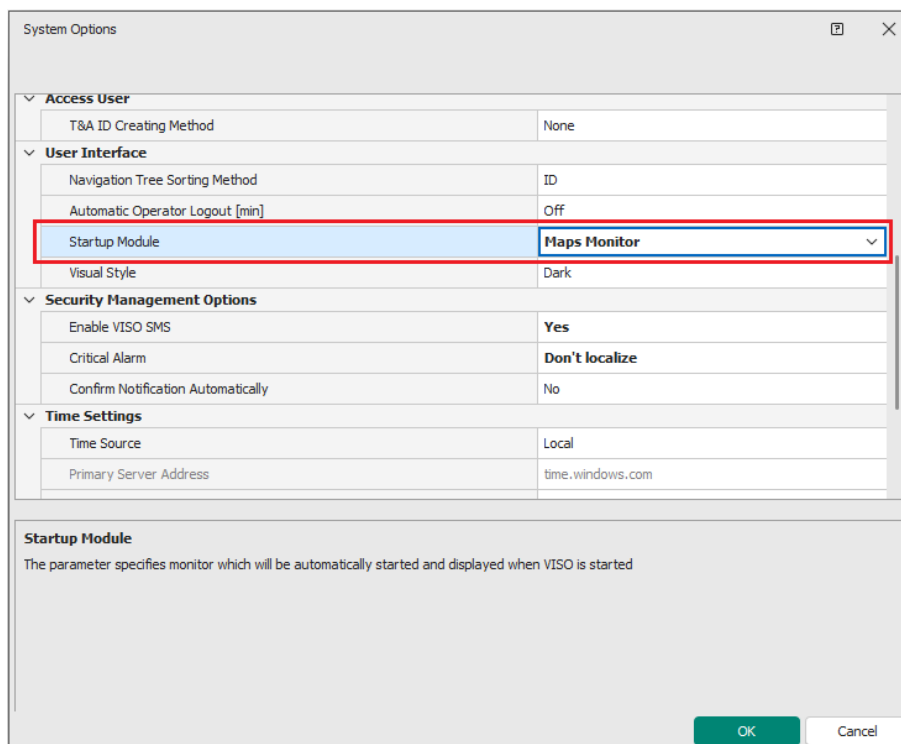 System Options
Access User
T&A ID Creating Method None
User Interface
Navigation Tree Sorting Method ID
Automatic Operator Logout [min] Off
Startup Module Maps Monitor
Visual Style Dark
Security Management Options
Enable VISO SMS Yes
Critical Alarm Don't localize
Confirm Notification Automatically No
Time Settings
Time Source Local
Primary Server Address time.windows.com
Startup Module
The parameter specifies monitor which will be automatically started and displayed when VISO is started
OK Cancel